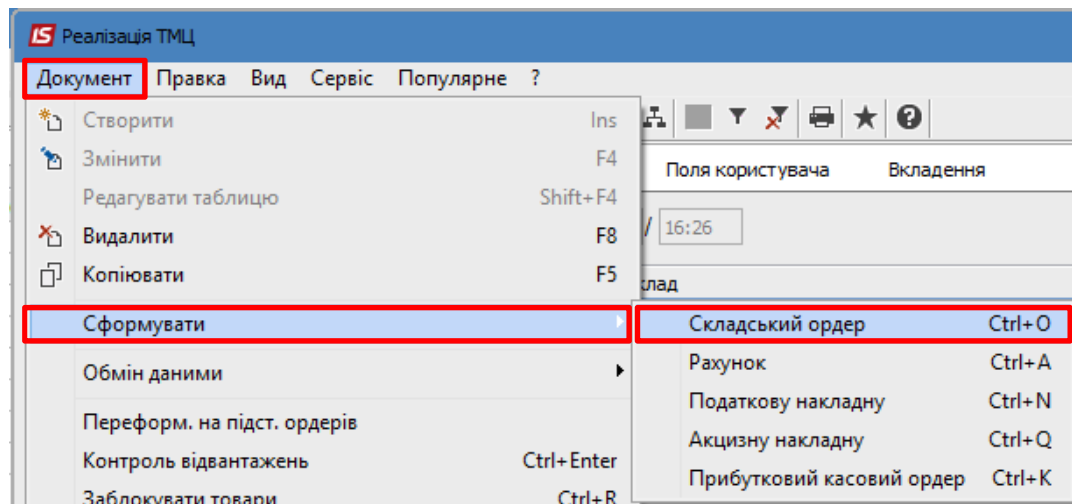 IS Реалізація ТМЦ
Документ Правка Вид Сервіс Популярне ?
Створити Ins
Змінити F4
Поля користувача Вкладення
Редагувати таблицю Shift+F4
Видалити F8
/ 16:26
Копіювати F5
клад
Сформувати
Складський ордер Ctrl+O
Рахунок Ctrl+A
Обмін даними
Податкову накладну Ctrl+N
Переформ. на підст. ордерів
Акцизну накладну Ctrl+Q
Контроль відвантажень Ctrl+Enter
Прибутковий касовий ордер Ctrl+K
Заблокувати товари Ctrl+R